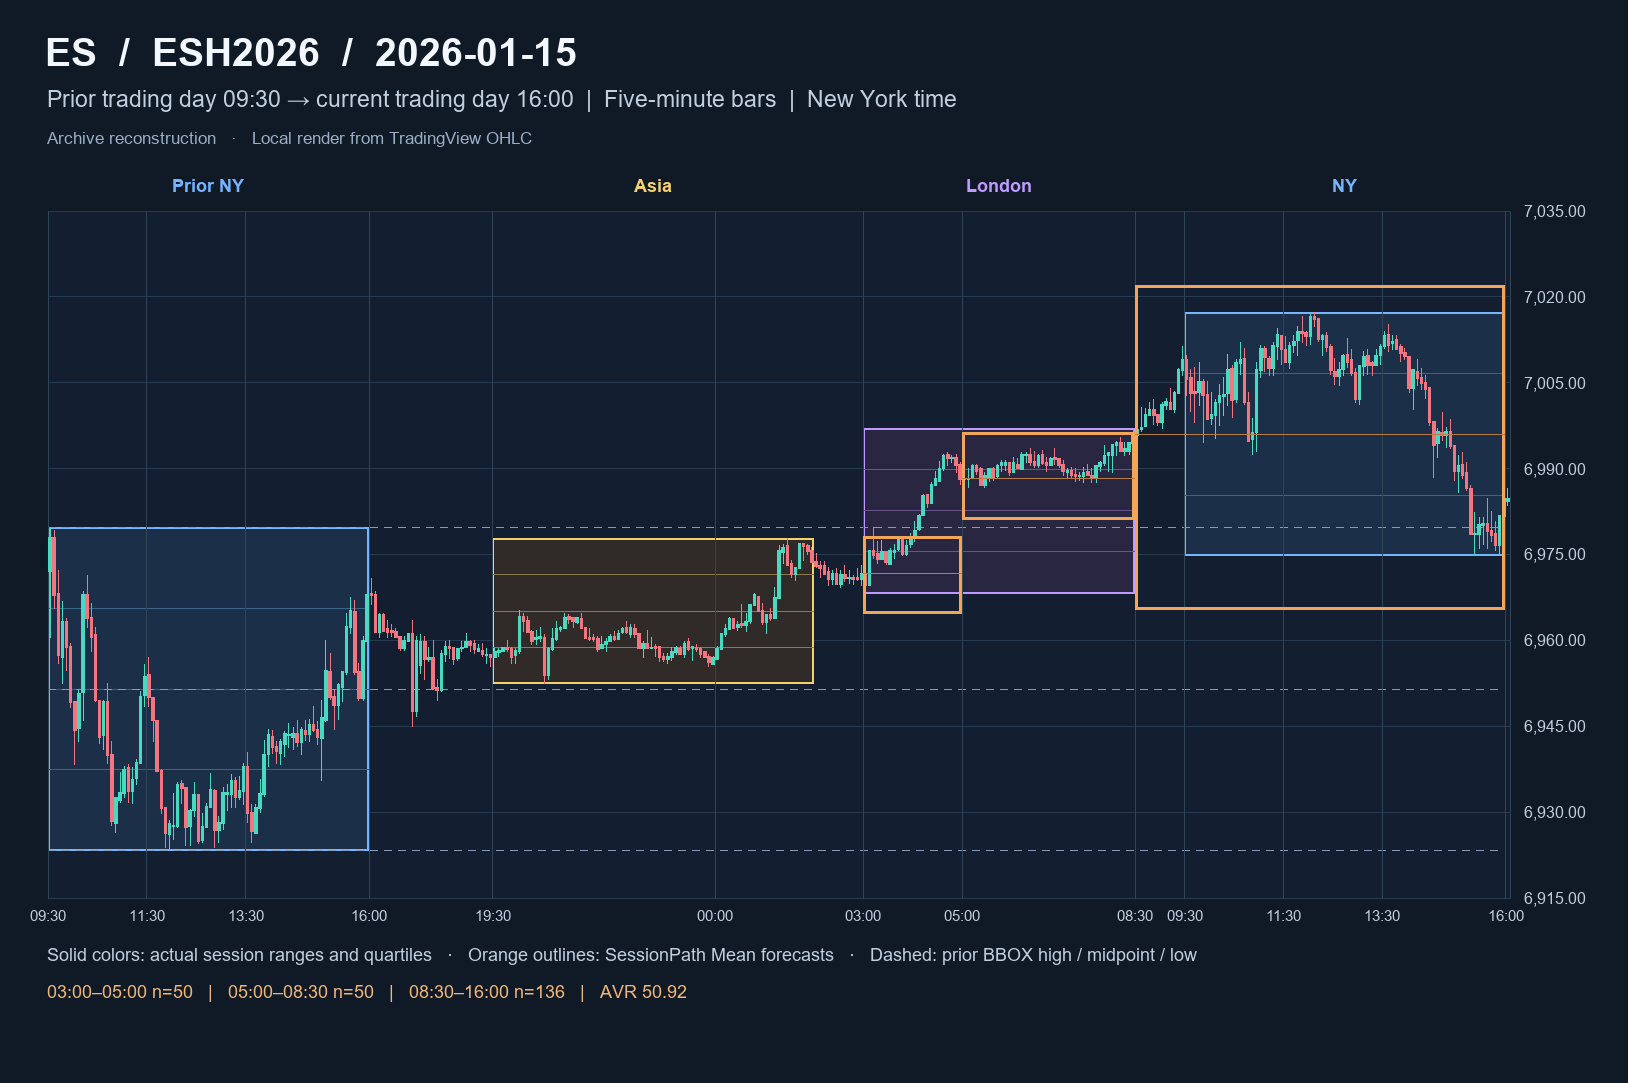 ES / ESH2026 / 2026-01-15
Prior trading day 09:30 → current trading day 16:00 | Five-minute bars | New York time
Archive reconstruction · Local render from TradingView OHLC
Prior NY Asia London NY
7,035.00
7,020.00
7,005.00
6,990.00
6,975.00
6,960.00
6,945.00
6,930.00
6,915.00
09:30 11:30 13:30 16:00 19:30 00:00 03:00 05:00 08:30 09:30 11:30 13:30 16:00
Solid colors: actual session ranges and quartiles · Orange outlines: SessionPath Mean forecasts · Dashed: prior BBOX high / midpoint / low
03:00–05:00 n=50 | 05:00–08:30 n=50 | 08:30–16:00 n=136 | AVR 50.92